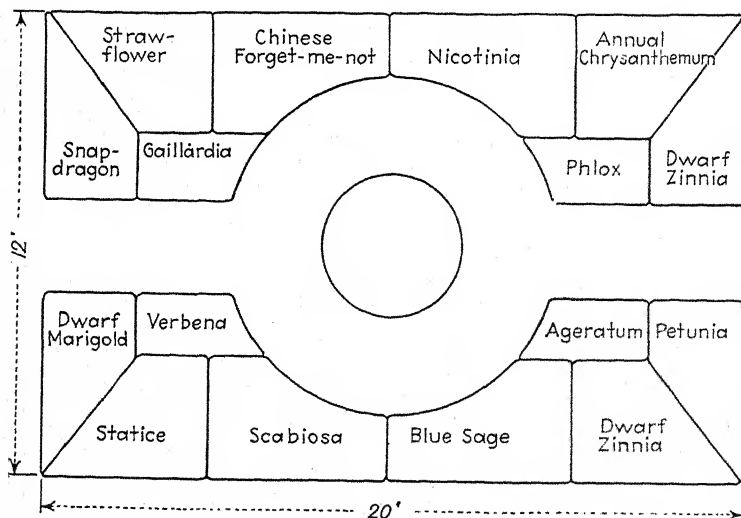 Straw-
flower
Chinese
Forget-me-not
Nicotinia
Annual
Chrysanthemum
Snap-
dragon
Gaillardia
Phlox
Dwarf
Zinnia
12'
Dwarf
Marigold
Verbena
Ageratum
Petunia
Statice
Scabiosa
Blue Sage
Dwarf
Zinnia
20'